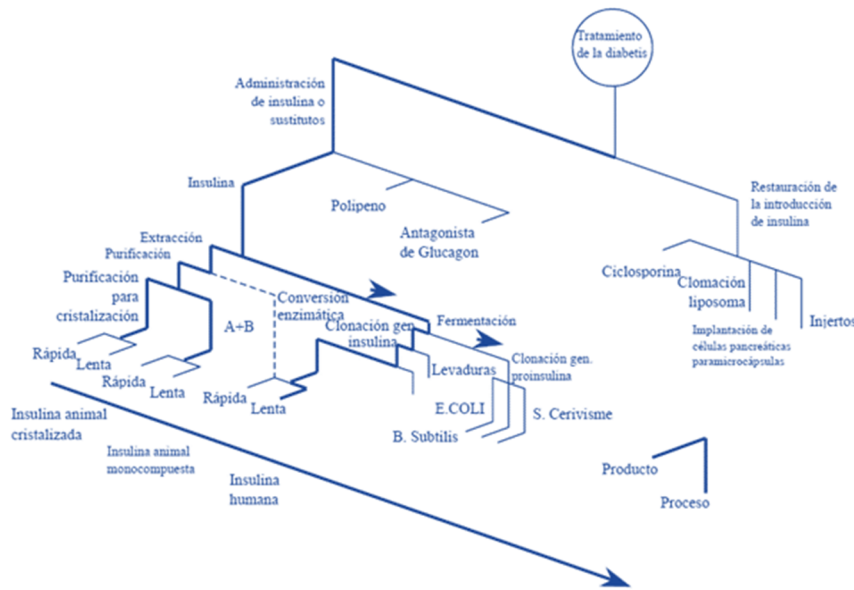 Tratamiento
de la diabetis
Administración
de insulina o
sustitutos
Insulina
Restauración de
la introducción
de insulina
Polipeno
Antagonista
de Glucagon
Extracción
Purificación
Purificación
para
cristalización
Ciclosporina
Clomación
liposoma
Conversión
enzimática
A+B
Clonación gen.
insulina
Fermentación
Injertos
Implantación de
células pancreáticas
paramicrocápsulas
Rápida
Lenta
Rápida
Lenta
Rápida
Lenta
Levaduras
Clonación gen.
proinsulina
E.COLI
B. Subtilis
S. Cerivisme
Insulina animal
cristalizada
Insulina animal
monocompuesta
Insulina
humana
Producto
Proceso